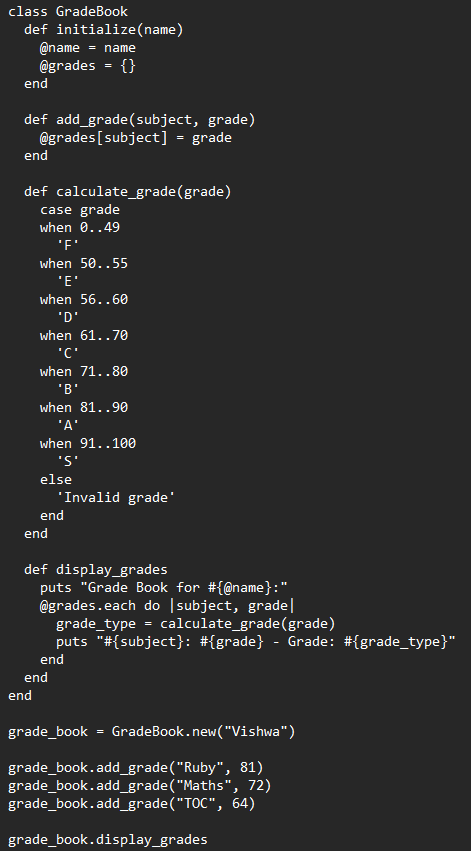 class GradeBook
  def initialize(name)
    @name = name
    @grades = {}
  end

  def add_grade(subject, grade)
    @grades[subject] = grade
  end

  def calculate_grade(grade)
    case grade
    when 0..49
      'F'
    when 50..55
      'E'
    when 56..60
      'D'
    when 61..70
      'C'
    when 71..80
      'B'
    when 81..90
      'A'
    when 91..100
      'S'
    else
      'Invalid grade'
    end
  end

  def display_grades
    puts "Grade Book for #{@name}:"
    @grades.each do |subject, grade|
      grade_type = calculate_grade(grade)
      puts "#{subject}: #{grade} - Grade: #{grade_type}"
    end
  end
end

grade_book = GradeBook.new("Vishwa")

grade_book.add_grade("Ruby", 81)
grade_book.add_grade("Maths", 72)
grade_book.add_grade("TOC", 64)

grade_book.display_grades